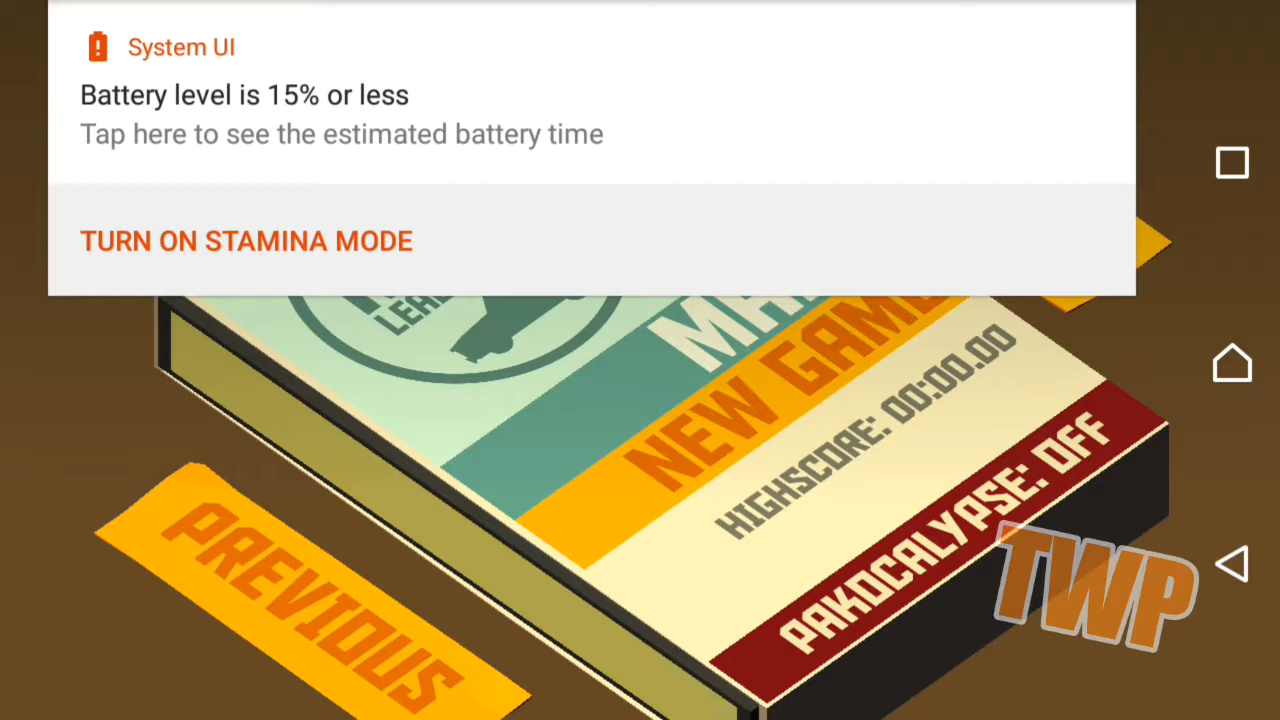 System UI
Battery level is 15% or less
Tap here to see the estimated battery time
TURN ON STAMINA MODE
NEW GAME
HIGHSCORE: 00:00.00
PAKOCALYPSE: OFF
PREVIOUS
TWP